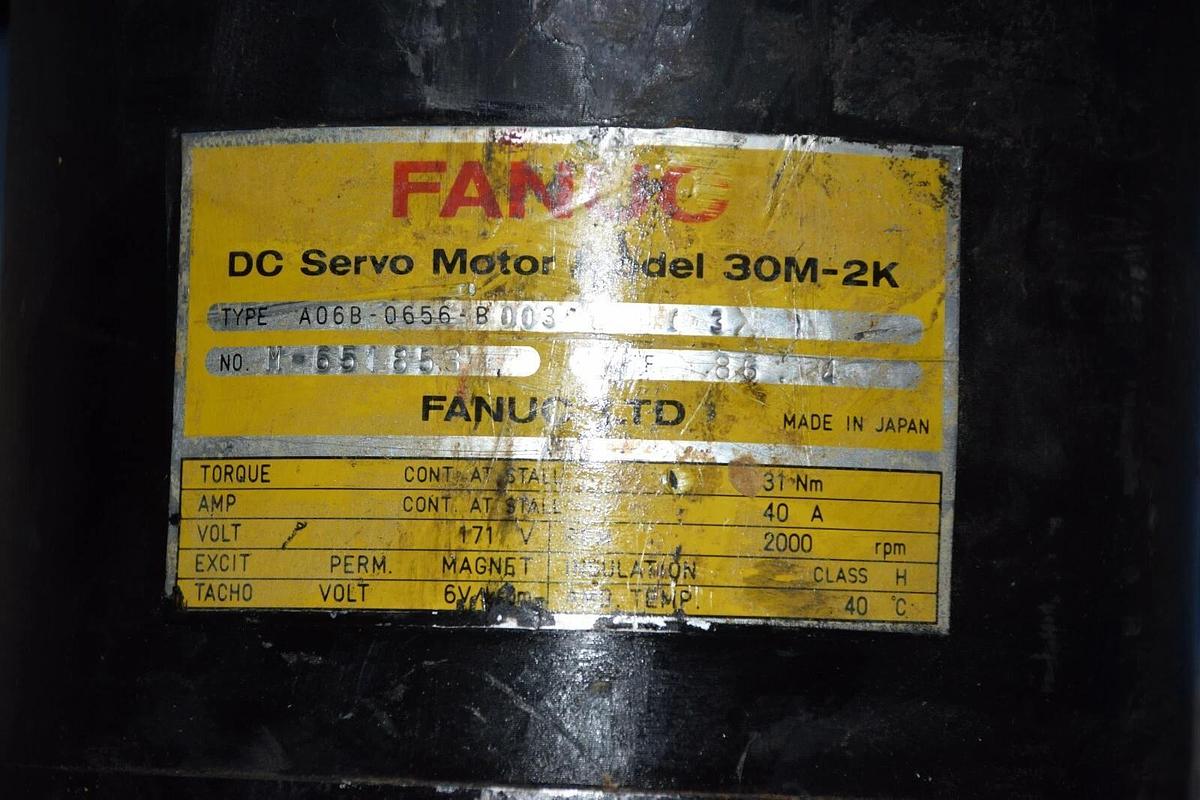 FANUC
DC Servo Motor Model 30M-2K
TYPE A06B-0656-B003
NO. M-651853 86
FANUC LTD MADE IN JAPAN
TORQUE CONT. AT STALL 31 Nm
AMP CONT. AT STALL 40 A
VOLT 171 V 2000 rpm
EXCIT PERM. MAGNET INSULATION CLASS H
TACHO VOLT TEMP. 40 °C